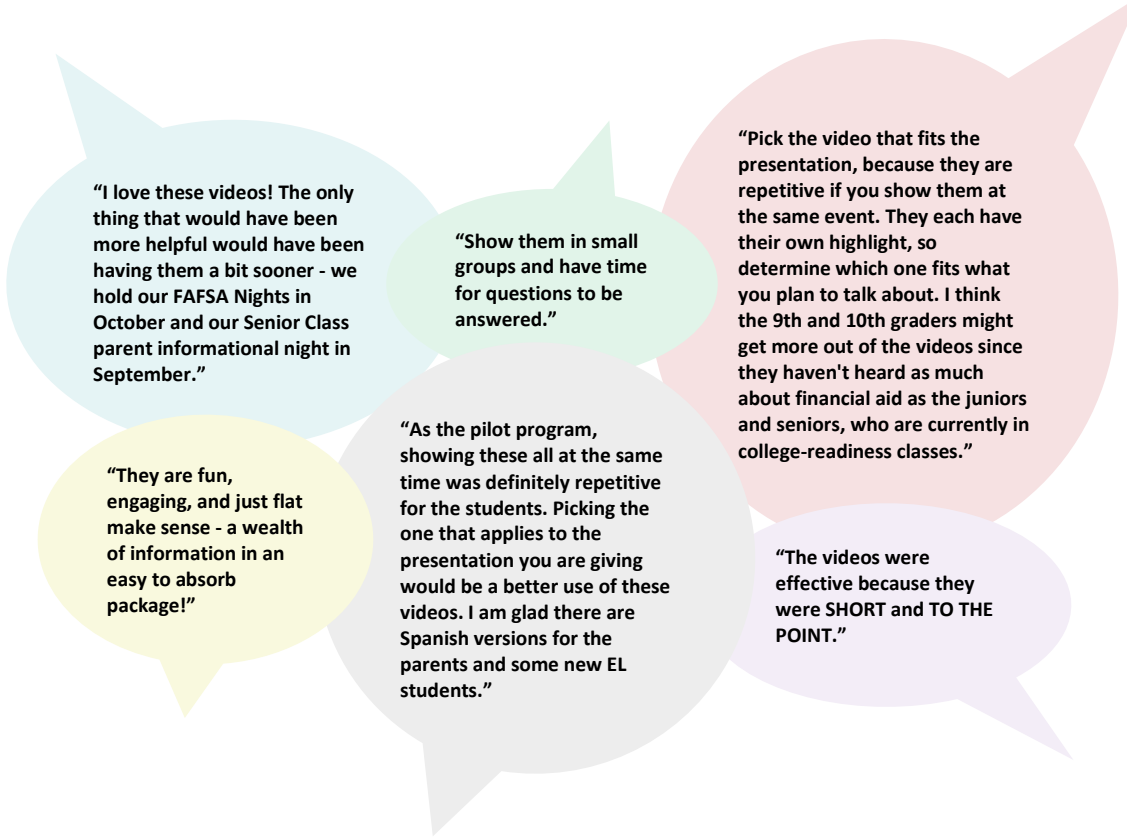 “I love these videos! The only
thing that would have been
more helpful would have been
having them a bit sooner - we
hold our FAFSA Nights in
October and our Senior Class
parent informational night in
September.”
“Show them in small
groups and have time
for questions to be
answered.”
“Pick the video that fits the
presentation, because they are
repetitive if you show them at
the same event. They each have
their own highlight, so
determine which one fits what
you plan to talk about. I think
the 9th and 10th graders might
get more out of the videos since
they haven't heard as much
about financial aid as the juniors
and seniors, who are currently in
college-readiness classes.”
“They are fun,
engaging, and just flat
make sense - a wealth
of information in an
easy to absorb
package!”
“As the pilot program,
showing these all at the same
time was definitely repetitive
for the students. Picking the
one that applies to the
presentation you are giving
would be a better use of these
videos. I am glad there are
Spanish versions for the
parents and some new EL
students.”
“The videos were
effective because they
were SHORT and TO THE
POINT.”